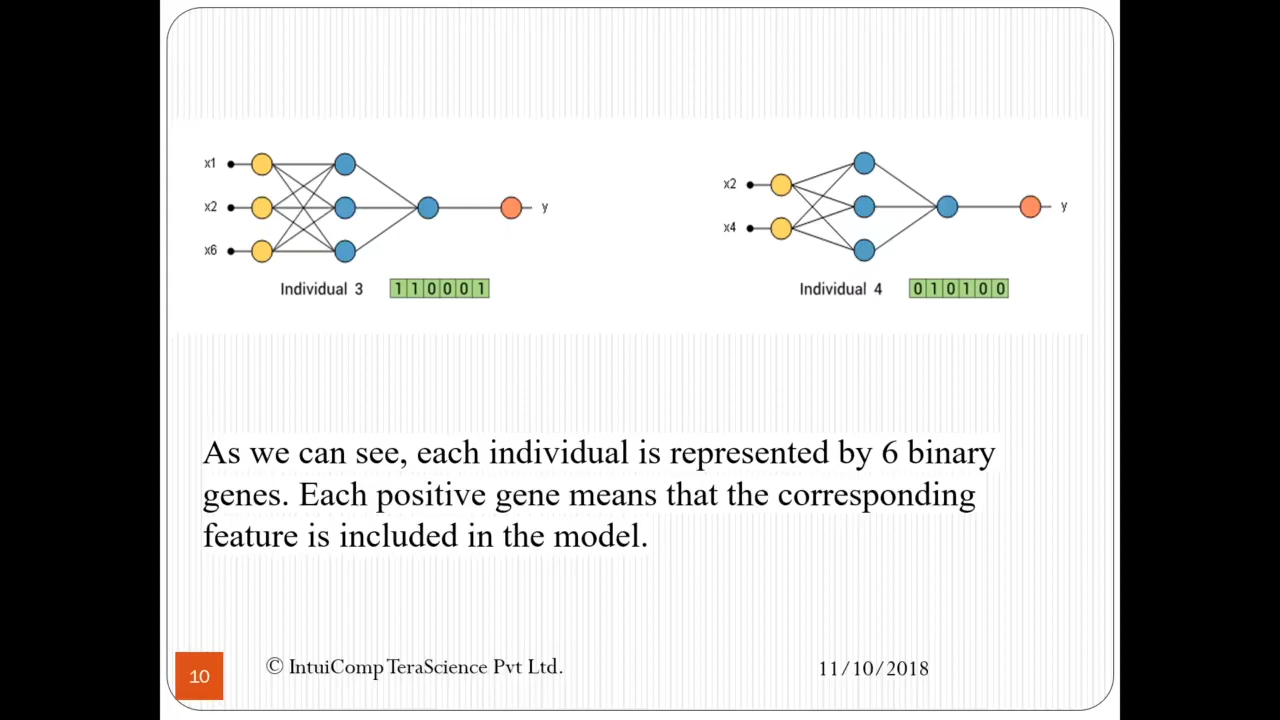 x1
x2
x6
y
Individual 3
1 1 0 0 0 1
x2
x4
y
Individual 4
0 1 0 1 0 0
As we can see, each individual is represented by 6 binary
genes. Each positive gene means that the corresponding
feature is included in the model.
10
© IntuiComp TeraScience Pvt Ltd.
11/10/2018